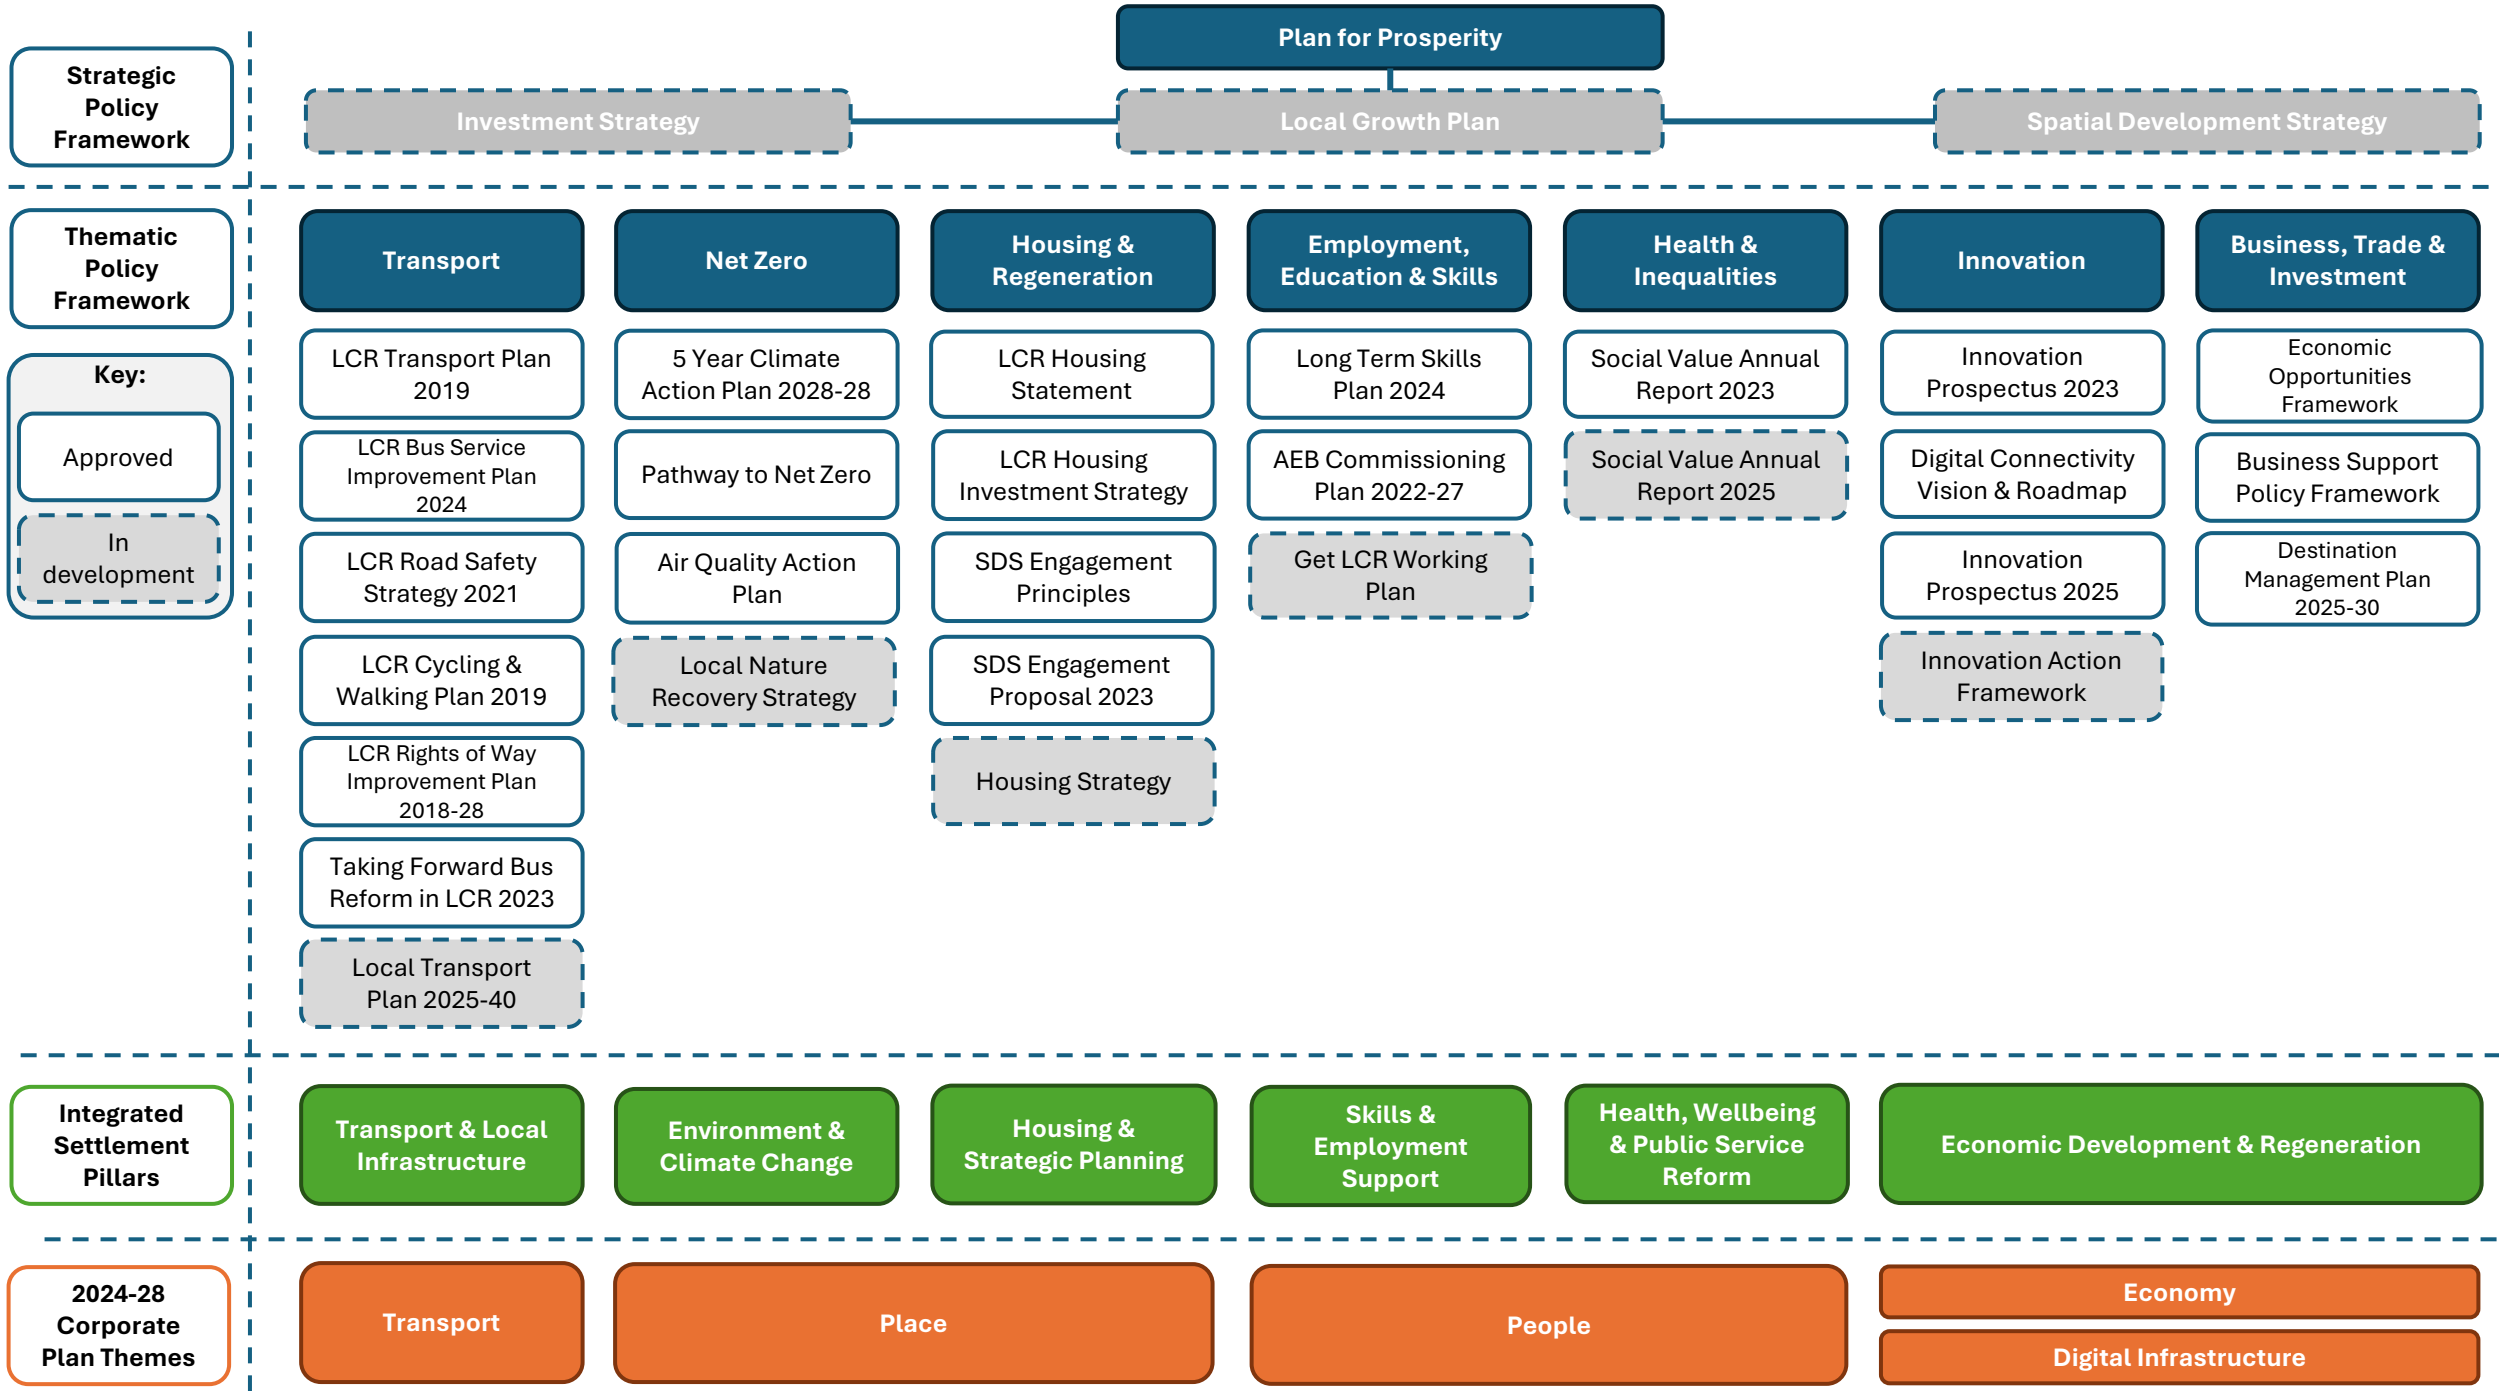 Plan for Prosperity
Strategic
Policy
Framework
Investment Strategy
Local Growth Plan
Spatial Development Strategy
Thematic
Policy
Framework
Key:
Approved
In
development
Transport
LCR Transport Plan
2019
LCR Bus Service
Improvement Plan
2024
LCR Road Safety
Strategy 2021
LCR Cycling &
Walking Plan 2019
LCR Rights of Way
Improvement Plan
2018-28
Taking Forward Bus
Reform in LCR 2023
Local Transport
Plan 2025-40
Net Zero
5 Year Climate
Action Plan 2028-28
Pathway to Net Zero
Air Quality Action
Plan
Local Nature
Recovery Strategy
Housing &
Regeneration
LCR Housing
Statement
LCR Housing
Investment Strategy
SDS Engagement
Principles
SDS Engagement
Proposal 2023
Housing Strategy
Employment,
Education & Skills
Long Term Skills
Plan 2024
AEB Commissioning
Plan 2022-27
Get LCR Working
Plan
Health &
Inequalities
Social Value Annual
Report 2023
Social Value Annual
Report 2025
Innovation
Innovation
Prospectus 2023
Digital Connectivity
Vision & Roadmap
Innovation
Prospectus 2025
Innovation Action
Framework
Business, Trade &
Investment
Economic
Opportunities
Framework
Business Support
Policy Framework
Destination
Management Plan
2025-30
Integrated
Settlement
Pillars
Transport & Local
Infrastructure
Environment &
Climate Change
Housing &
Strategic Planning
Skills &
Employment
Support
Health, Wellbeing
& Public Service
Reform
Economic Development & Regeneration
2024-28
Corporate
Plan Themes
Transport
Place
People
Economy
Digital Infrastructure